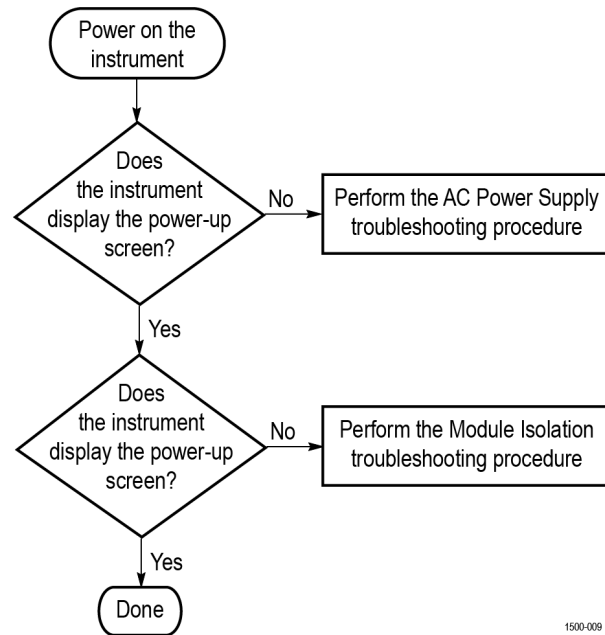 Power on the
instrument
Does
the instrument
display the power-up
screen?
No
Perform the AC Power Supply
troubleshooting procedure
Yes
Does
the instrument
display the power-up
screen?
No
Perform the Module Isolation
troubleshooting procedure
Yes
Done
1500-009